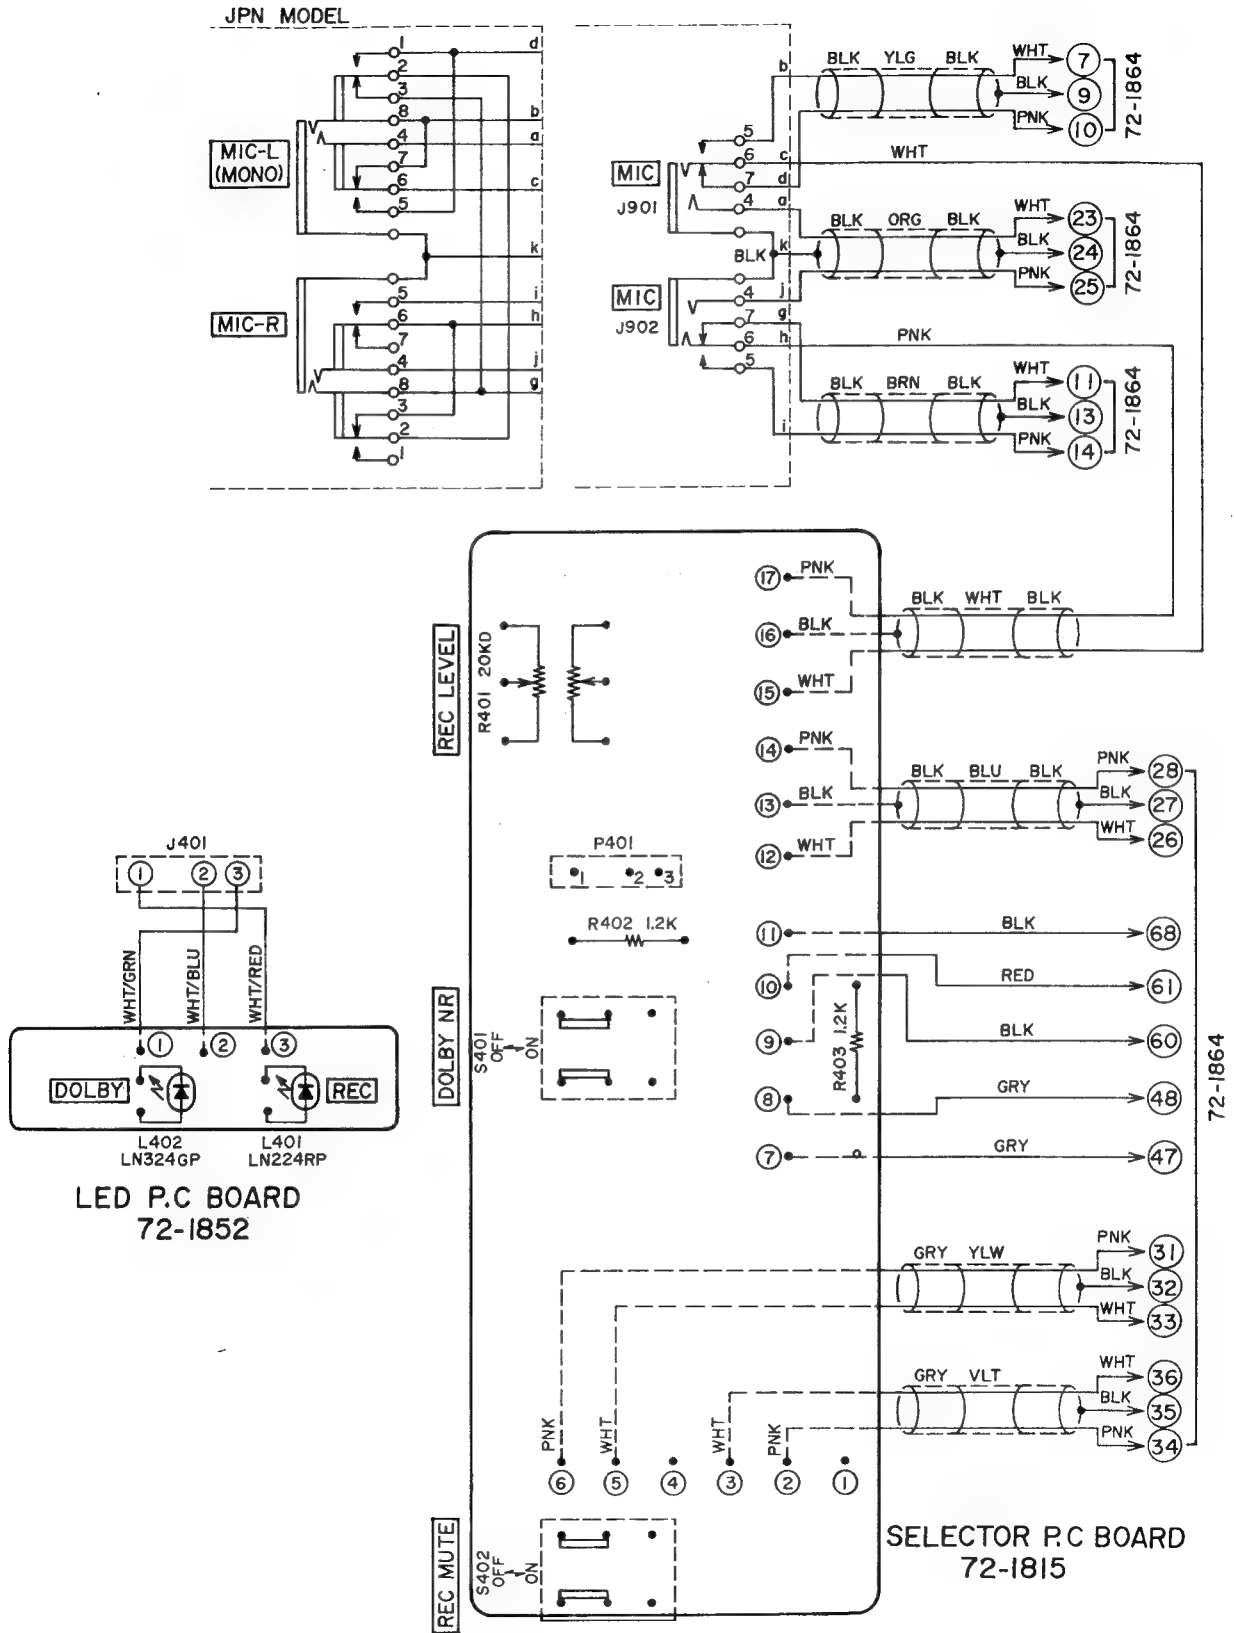 JPN MODEL
1 d
2
3
8 b
4 a
7
6 c
5
k
MIC-L
(MONO)
MIC-R
5 i
6 h
7
4 j
8 g
3
2
1
b
5
6 c
7 d
4 a
MIC
J901
BLK k
MIC
J902
4 j
7 g
6 h
5
i
BLK YLG BLK
WHT 7
BLK 9
PNK 10
72-1864
WHT
BLK ORG BLK
WHT 23
BLK 24
PNK 25
72-1864
PNK
BLK BRN BLK
WHT 11
BLK 13
PNK 14
72-1864
REC LEVEL
R401 20KD
17 PNK
16 BLK
15 WHT
BLK WHT BLK
14 PNK
13 BLK
12 WHT
BLK BLU BLK
PNK 28
BLK 27
WHT 26
P401
1 2 3
R402 1.2K
11 BLK 68
10 RED 61
9 BLK 60
R403 1.2K
8 GRY 48
7 GRY 47
72-1864
DOLBY NR
S401
OFF
ON
J401
1 2 3
WHT/GRN
WHT/BLU
WHT/RED
1 2 3
DOLBY
REC
L402
LN324GP
L401
LN224RP
LED P.C BOARD
72-1852
GRY YLW
PNK 31
BLK 32
WHT 33
GRY VLT
WHT 36
BLK 35
PNK 34
PNK WHT WHT PNK
6 5 4 3 2 1
REC MUTE
S402
OFF
ON
SELECTOR P.C BOARD
72-1815